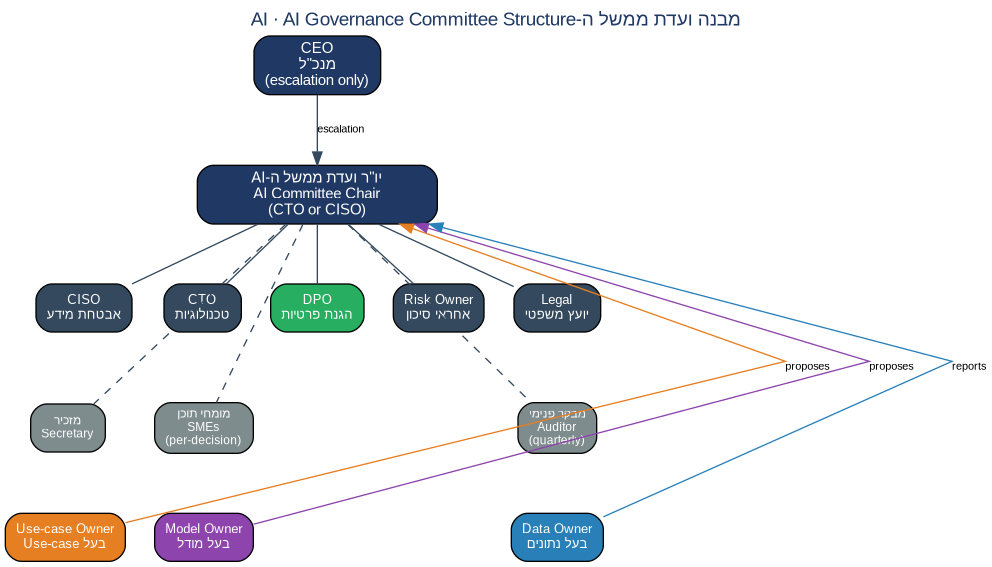 מבנה ועדת ממשל ה-AI · AI Governance Committee Structure
CEO
מנכ"ל
(escalation only)
escalation
יו"ר ועדת ממשל ה-AI
AI Committee Chair
(CTO or CISO)
CISO
אבטחת מידע
CTO
טכנולוגיות
DPO
הגנת פרטיות
Risk Owner
אחראי סיכון
Legal
יועץ משפטי
proposes
proposes
reports
מזכיר
Secretary
מומחי תוכן
SMEs
(per-decision)
מבקר פנימי
Auditor
(quarterly)
Use-case Owner
בעל Use-case
Model Owner
בעל מודל
Data Owner
בעל נתונים